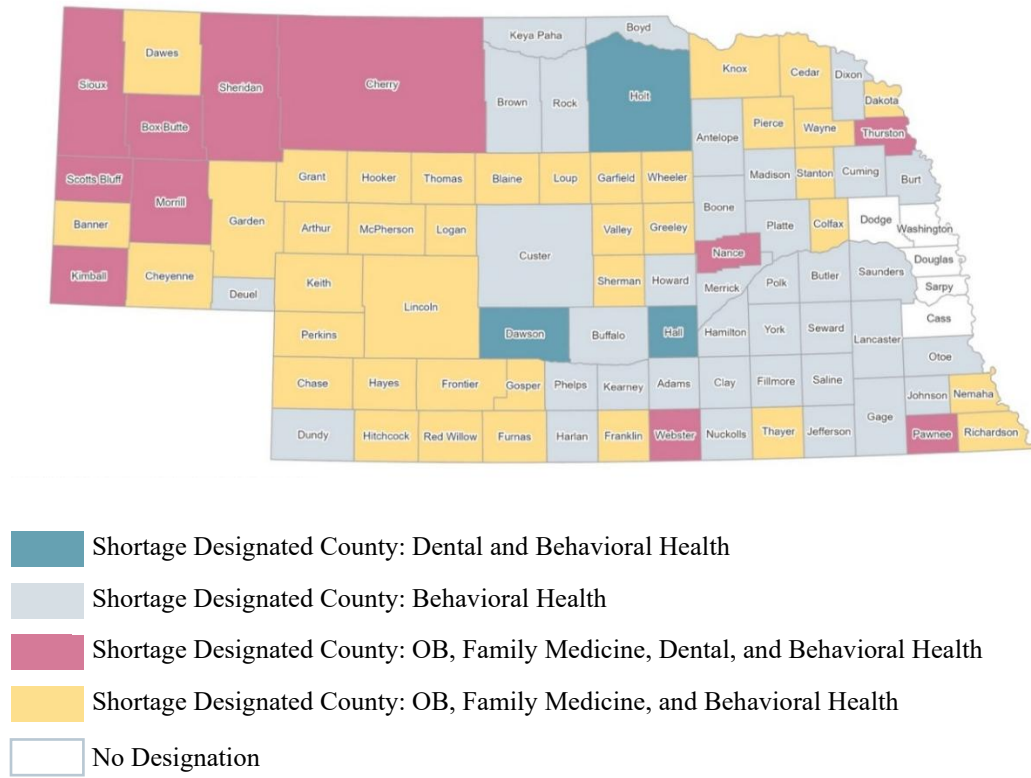 Keya Paha
Boyd
Dawes
Knox
Cedar
Dixon
Sioux
Sheridan
Cherry
Holt
Brown
Rock
Dakota
Box Butte
Antelope
Pierce
Wayne
Thurston
Scotts Bluff
Grant
Hooker
Thomas
Blaine
Loup
Garfield
Wheeler
Madison
Stanton
Cuming
Burt
Morrill
Banner
Garden
Arthur
McPherson
Logan
Valley
Greeley
Boone
Platte
Colfax
Dodge
Washington
Custer
Nance
Douglas
Kimball
Cheyenne
Deuel
Keith
Lincoln
Sherman
Howard
Merrick
Polk
Butler
Saunders
Sarpy
Perkins
Dawson
Buffalo
Hall
Hamilton
York
Seward
Lancaster
Cass
Otoe
Chase
Hayes
Frontier
Gosper
Phelps
Kearney
Adams
Clay
Fillmore
Saline
Johnson
Nemaha
Dundy
Hitchcock
Red Willow
Furnas
Harlan
Franklin
Webster
Nuckolls
Thayer
Jefferson
Gage
Pawnee
Richardson
Shortage Designated County: Dental and Behavioral Health
Shortage Designated County: Behavioral Health
Shortage Designated County: OB, Family Medicine, Dental, and Behavioral Health
Shortage Designated County: OB, Family Medicine, and Behavioral Health
No Designation